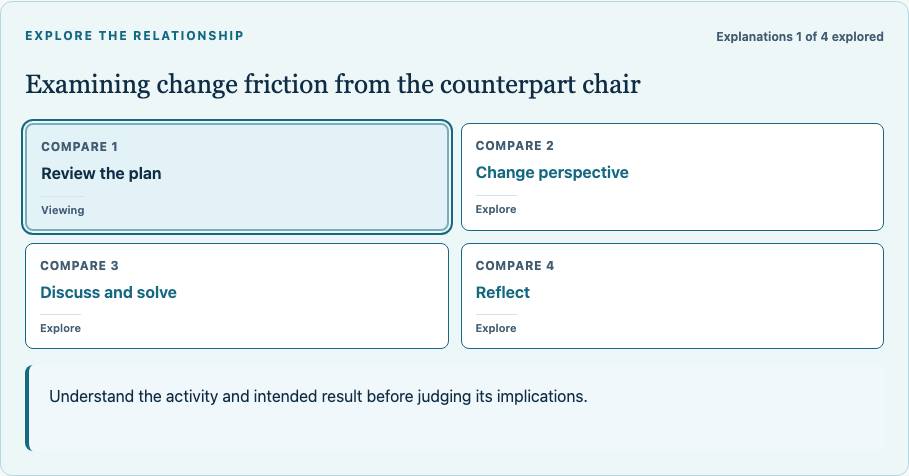 EXPLORE THE RELATIONSHIP
Explanations 1 of 4 explored
Examining change friction from the counterpart chair
COMPARE 1
Review the plan
Viewing
COMPARE 2
Change perspective
Explore
COMPARE 3
Discuss and solve
Explore
COMPARE 4
Reflect
Explore
Understand the activity and intended result before judging its implications.